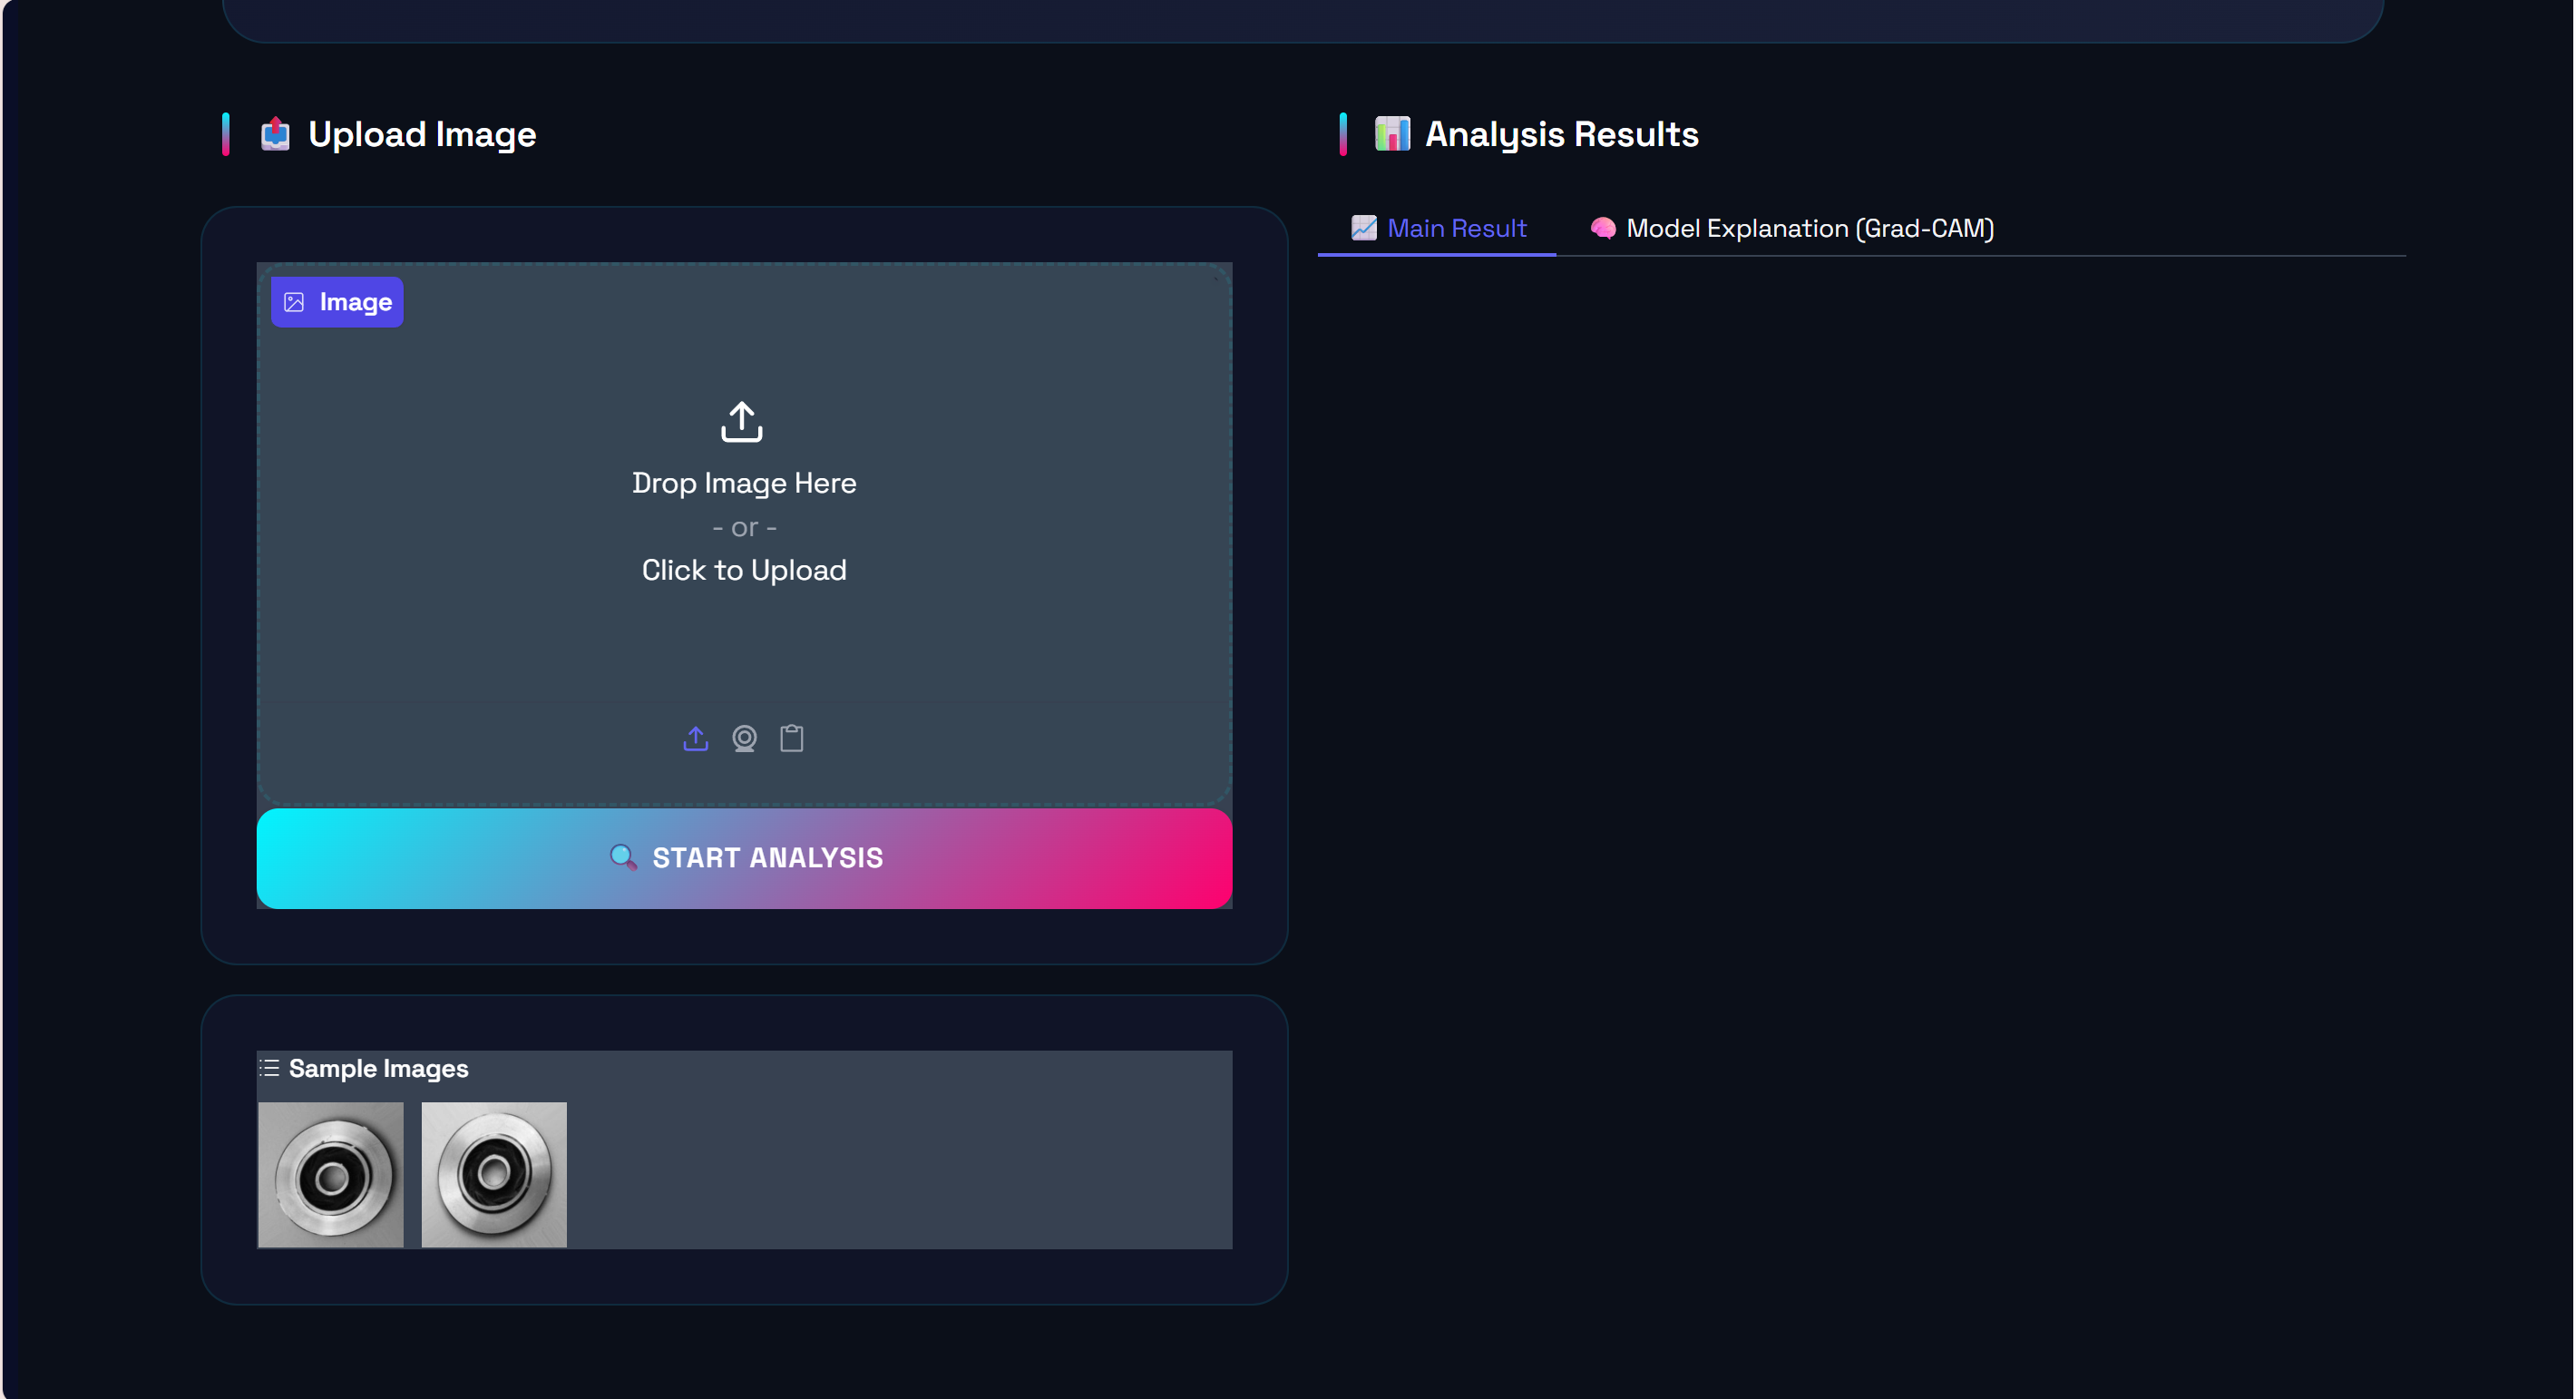 Upload Image
Image
Drop Image Here
- or -
Click to Upload
START ANALYSIS
Sample Images
Analysis Results
Main Result
Model Explanation (Grad-CAM)